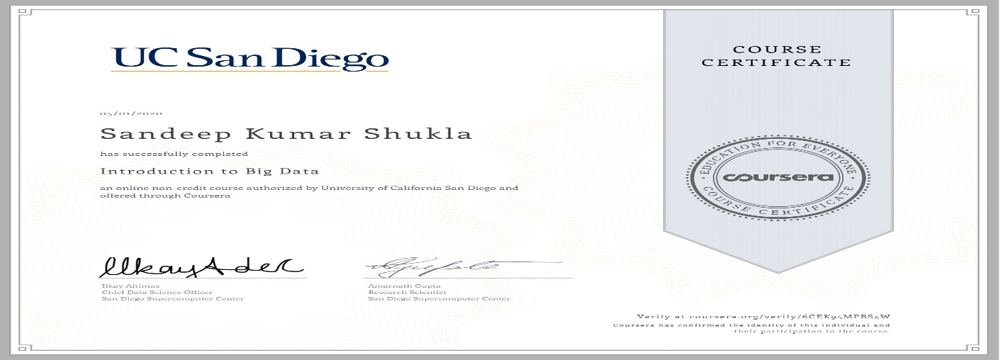 UC San Diego
05/01/2020
Sandeep Kumar Shukla
has successfully completed
Introduction to Big Data
an online non-credit course authorized by University of California San Diego and
offered through Coursera
Ilkay Altintas
Chief Data Science Officer
San Diego Supercomputer Center
Amarnath Gupta
Research Scientist
San Diego Supercomputer Center
COURSE
CERTIFICATE
EDUCATION FOR EVERYONE
coursera
COURSE CERTIFICATE
Verify at coursera.org/verify/6CEK95MPBS4W
Coursera has confirmed the identity of this individual and
their participation in the course.